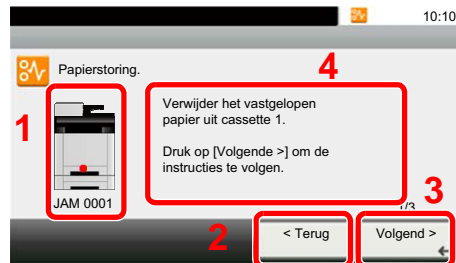 10:10
Papierstoring.
4
1
Verwijder het vastgelopen
papier uit cassette 1.
Druk op [Volgende >] om de
instructies te volgen.
JAM 0001
3
1/3
2
< Terug
Volgend >